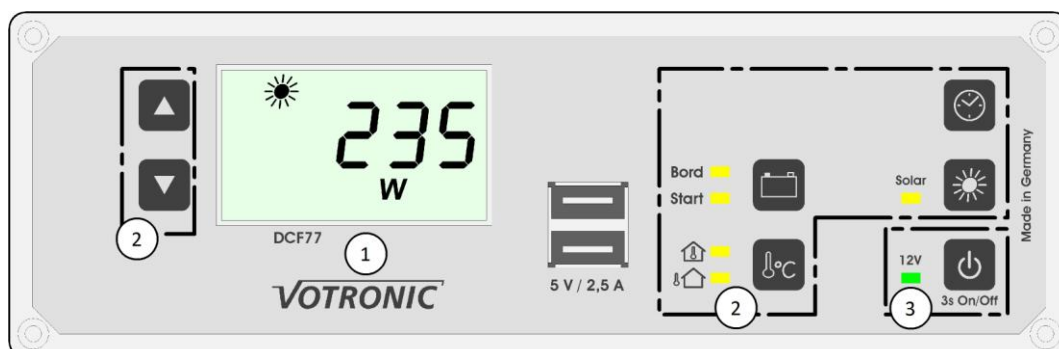 235
W
DCF77
1
VOTRONIC
2
5 V / 2,5 A
Bord
Start
°C
2
Solar
12V
3s On/Off
3
Made in Germany